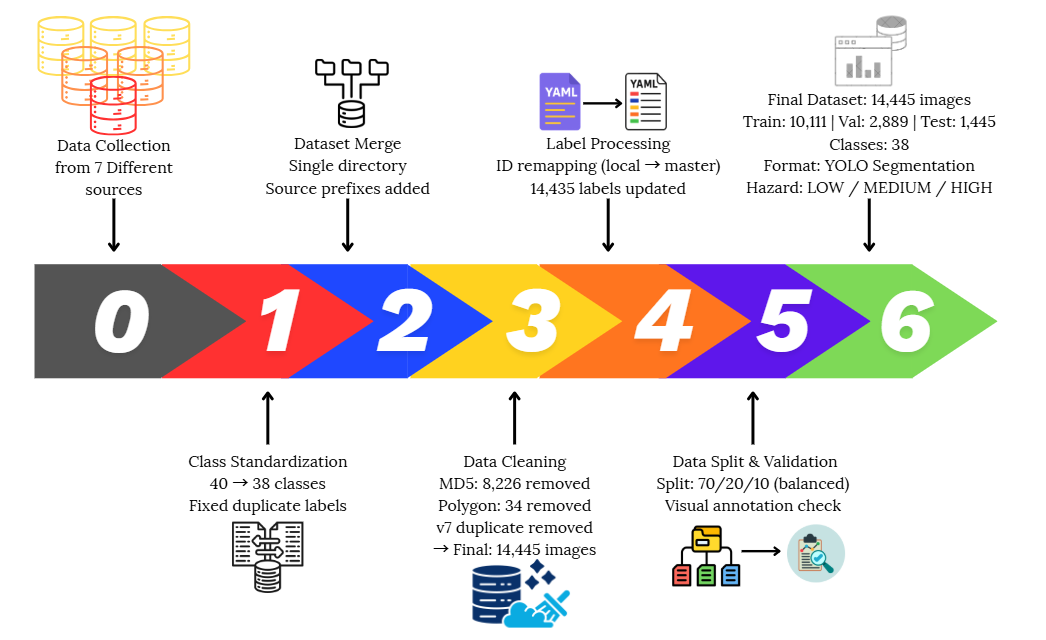 Data Collection
from 7 Different
sources
Dataset Merge
Single directory
Source prefixes added
YAML
YAML
Label Processing
ID remapping (local → master)
14,435 labels updated
Final Dataset: 14,445 images
Train: 10,111 | Val: 2,889 | Test: 1,445
Classes: 38
Format: YOLO Segmentation
Hazard: LOW / MEDIUM / HIGH
0
1
2
3
4
5
6
Class Standardization
40 → 38 classes
Fixed duplicate labels
Data Cleaning
MD5: 8,226 removed
Polygon: 34 removed
v7 duplicate removed
→ Final: 14,445 images
Data Split & Validation
Split: 70/20/10 (balanced)
Visual annotation check